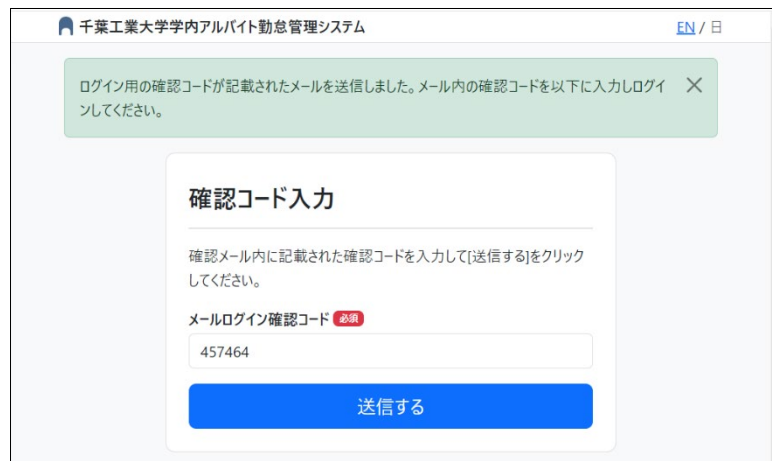 千葉工業大学学内アルバイト勤怠管理システム
EN / 日
ログイン用の確認コードが記載されたメールを送信しました。メール内の確認コードを以下に入力しログイ
ンしてください。
確認コード入力
確認メール内に記載された確認コードを入力して[送信する]をクリック
してください。
メールログイン確認コード 必須
457464
送信する